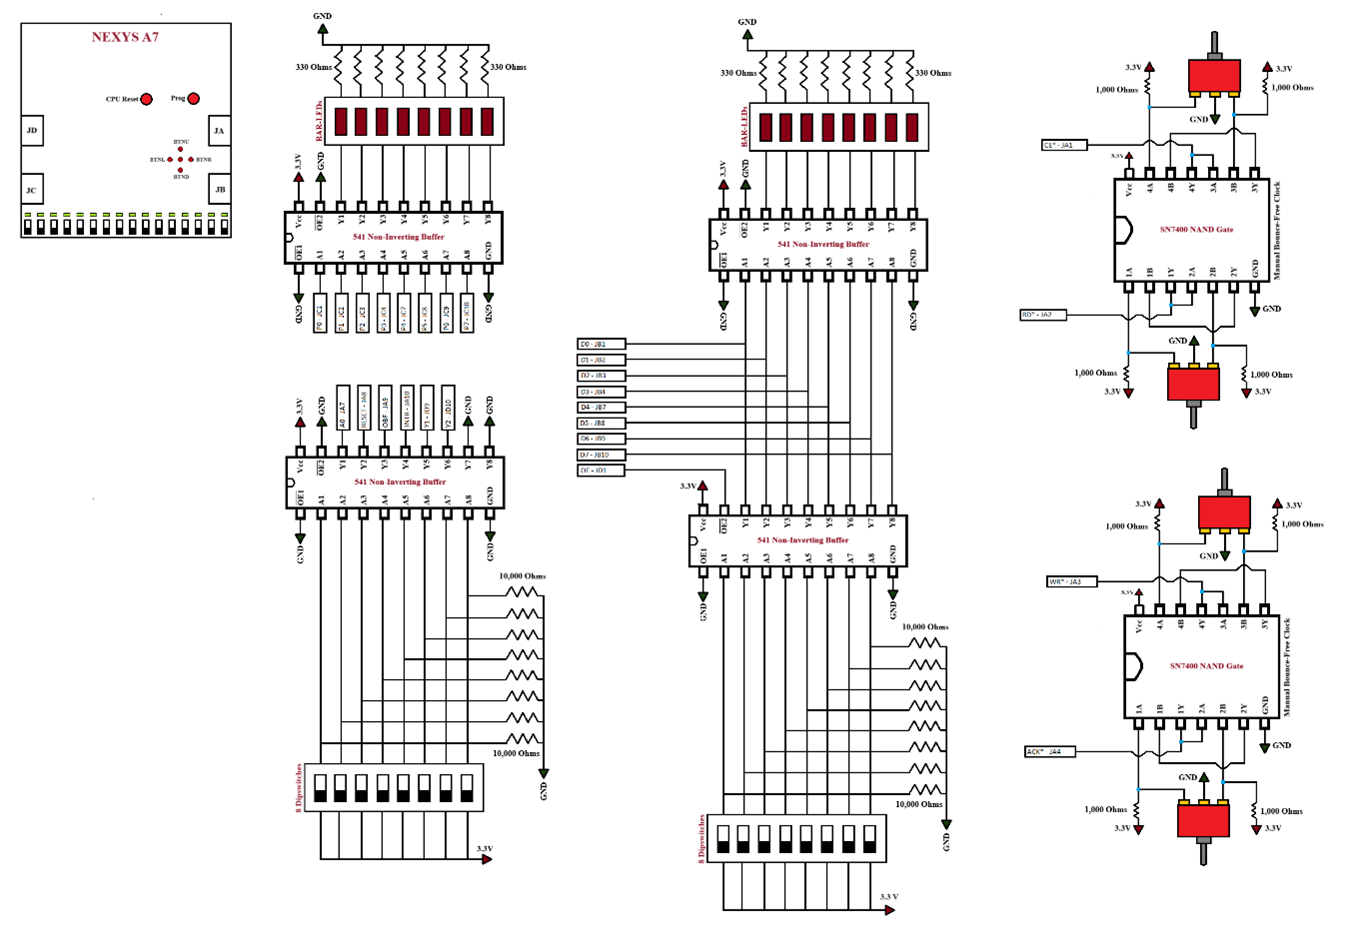 NEXYS A7
CPU Reset
Prog
JD
JA
BTNU
BTNL
BTNR
BTND
JC
JB
GND
330 Ohms
330 Ohms
BAR-LEDs
3.3V
GND
Vcc
OE2
Y1
Y2
Y3
Y4
Y5
Y6
Y7
Y8
541 Non-Inverting Buffer
OE1
A1
A2
A3
A4
A5
A6
A7
A8
GND
GND
P0 - JC1
P1 - JC2
P2 - JC3
P3 - JC4
P4 - JC7
P5 - JC8
P6 - JC9
P7 - JC10
GND
3.3V
GND
A0 - JA7
RESET - JA8
OBF - JA9
INTR - JA10
Y1 - JD9
Y2 - JD10
GND
GND
Vcc
OE2
Y1
Y2
Y3
Y4
Y5
Y6
Y7
Y8
541 Non-Inverting Buffer
OE1
A1
A2
A3
A4
A5
A6
A7
A8
GND
GND
GND
10,000 Ohms
10,000 Ohms
GND
8 Dipswitches
3.3V
GND
330 Ohms
330 Ohms
BAR-LEDs
3.3V
GND
Vcc
OE2
Y1
Y2
Y3
Y4
Y5
Y6
Y7
Y8
541 Non-Inverting Buffer
OE1
A1
A2
A3
A4
A5
A6
A7
A8
GND
GND
GND
D0 - JB1
D1 - JB2
D2 - JB3
D3 - JB4
D4 - JB7
D5 - JB8
D6 - JB9
D7 - JB10
OE - JD1
3.3V
Vcc
OE2
Y1
Y2
Y3
Y4
Y5
Y6
Y7
Y8
541 Non-Inverting Buffer
OE1
A1
A2
A3
A4
A5
A6
A7
A8
GND
GND
GND
10,000 Ohms
10,000 Ohms
GND
8 Dipswitches
3.3 V
3.3V
3.3V
1,000 Ohms
1,000 Ohms
GND
CE* - JA1
3.3V
Vcc
4A
4B
4Y
3A
3B
3Y
SN7400 NAND Gate
Manual Bounce-Free Clock
1A
1B
1Y
2A
2B
2Y
GND
RD* - JA2
GND
GND
1,000 Ohms
1,000 Ohms
3.3V
3.3V
3.3V
3.3V
1,000 Ohms
1,000 Ohms
GND
WR* - JA3
3.3V
Vcc
4A
4B
4Y
3A
3B
3Y
SN7400 NAND Gate
Manual Bounce-Free Clock
1A
1B
1Y
2A
2B
2Y
GND
ACK* - JA4
GND
GND
1,000 Ohms
1,000 Ohms
3.3V
3.3V